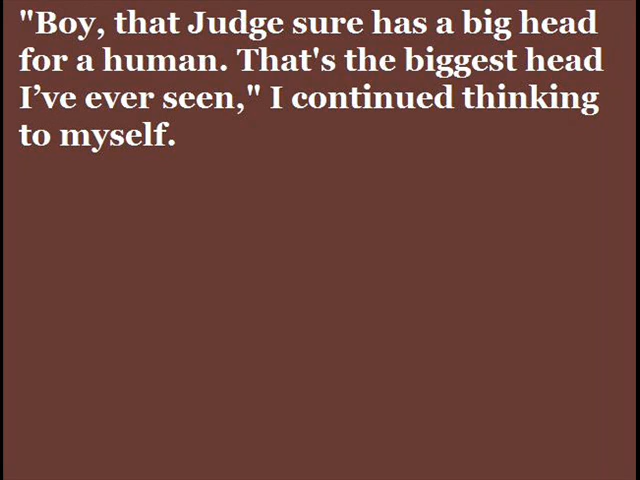 "Boy, that Judge sure has a big head
for a human. That's the biggest head
I’ve ever seen," I continued thinking
to myself.